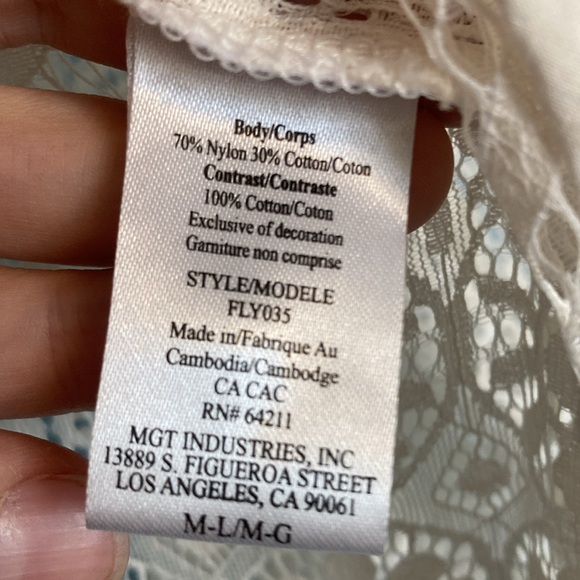 Body/Corps
70% Nylon 30% Cotton/Coton
Contrast/Contraste
100% Cotton/Coton
Exclusive of decoration
Garniture non comprise
STYLE/MODELE
FLY035
Made in/Fabrique Au
Cambodia/Cambodge
CA CAC
RN# 64211
MGT INDUSTRIES, INC
13889 S. FIGUEROA STREET
LOS ANGELES, CA 90061
M-L/M-G